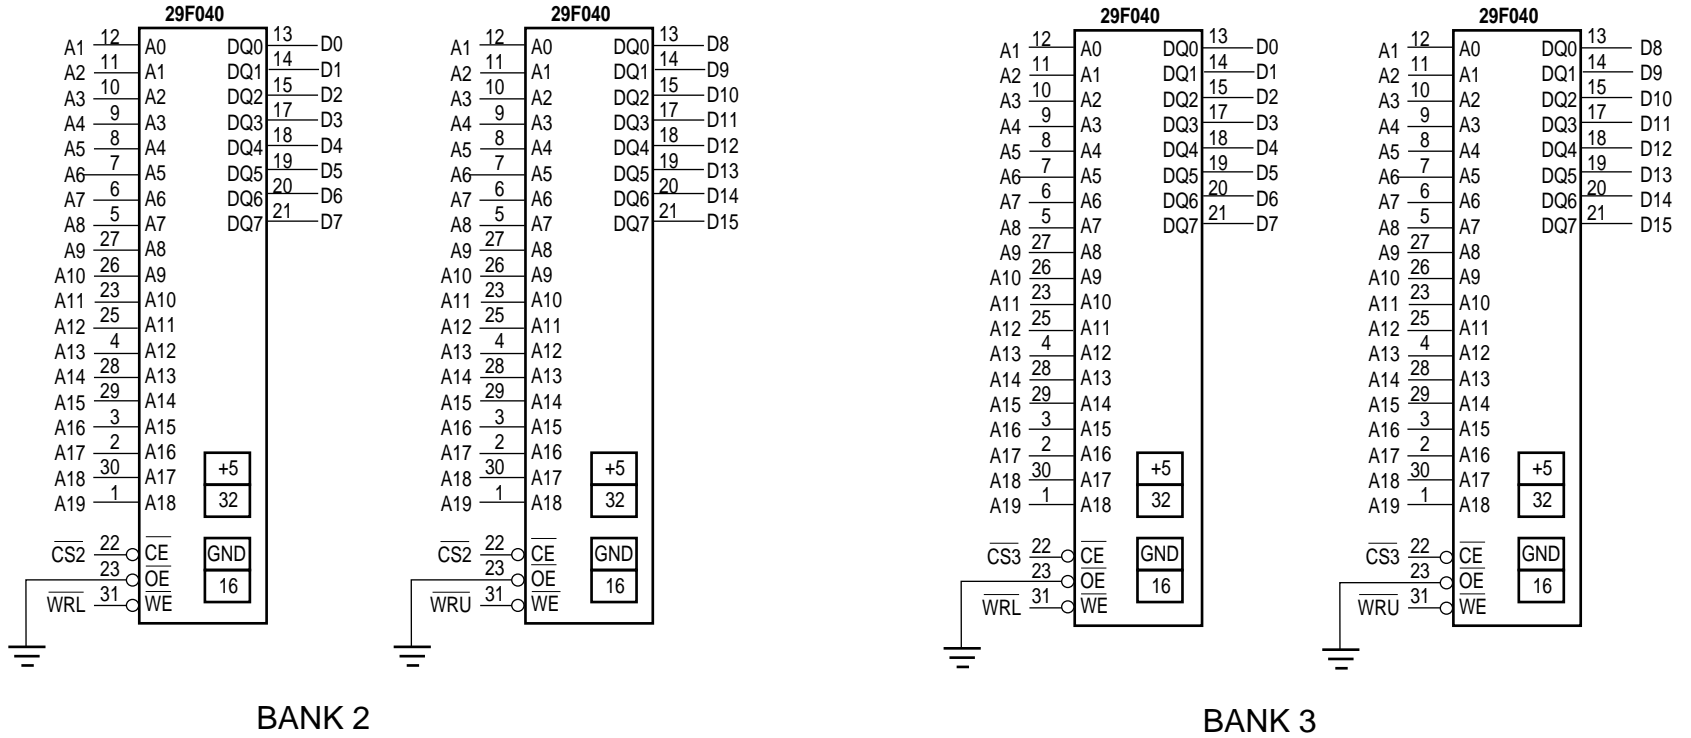 29F040
A1 12 A0 DQ0 13 D0
A2 11 A1 DQ1 14 D1
A3 10 A2 DQ2 15 D2
A4 9 A3 DQ3 17 D3
A5 8 A4 DQ4 18 D4
A6 7 A5 DQ5 19 D5
A7 6 A6 DQ6 20 D6
A8 5 A7 DQ7 21 D7
A9 27 A8
A10 26 A9
A11 23 A10
A12 25 A11
A13 4 A12
A14 28 A13
A15 29 A14
A16 3 A15
A17 2 A16
A18 30 A17
A19 1 A18
+5
32
CS2 22 CE
23 OE
WRL 31 WE
GND
16
29F040
A1 12 A0 DQ0 13 D8
A2 11 A1 DQ1 14 D9
A3 10 A2 DQ2 15 D10
A4 9 A3 DQ3 17 D11
A5 8 A4 DQ4 18 D12
A6 7 A5 DQ5 19 D13
A7 6 A6 DQ6 20 D14
A8 5 A7 DQ7 21 D15
A9 27 A8
A10 26 A9
A11 23 A10
A12 25 A11
A13 4 A12
A14 28 A13
A15 29 A14
A16 3 A15
A17 2 A16
A18 30 A17
A19 1 A18
+5
32
CS2 22 CE
23 OE
WRU 31 WE
GND
16
BANK 2
29F040
A1 12 A0 DQ0 13 D0
A2 11 A1 DQ1 14 D1
A3 10 A2 DQ2 15 D2
A4 9 A3 DQ3 17 D3
A5 8 A4 DQ4 18 D4
A6 7 A5 DQ5 19 D5
A7 6 A6 DQ6 20 D6
A8 5 A7 DQ7 21 D7
A9 27 A8
A10 26 A9
A11 23 A10
A12 25 A11
A13 4 A12
A14 28 A13
A15 29 A14
A16 3 A15
A17 2 A16
A18 30 A17
A19 1 A18
+5
32
CS3 22 CE
23 OE
WRL 31 WE
GND
16
29F040
A1 12 A0 DQ0 13 D8
A2 11 A1 DQ1 14 D9
A3 10 A2 DQ2 15 D10
A4 9 A3 DQ3 17 D11
A5 8 A4 DQ4 18 D12
A6 7 A5 DQ5 19 D13
A7 6 A6 DQ6 20 D14
A8 5 A7 DQ7 21 D15
A9 27 A8
A10 26 A9
A11 23 A10
A12 25 A11
A13 4 A12
A14 28 A13
A15 29 A14
A16 3 A15
A17 2 A16
A18 30 A17
A19 1 A18
+5
32
CS3 22 CE
23 OE
WRU 31 WE
GND
16
BANK 3